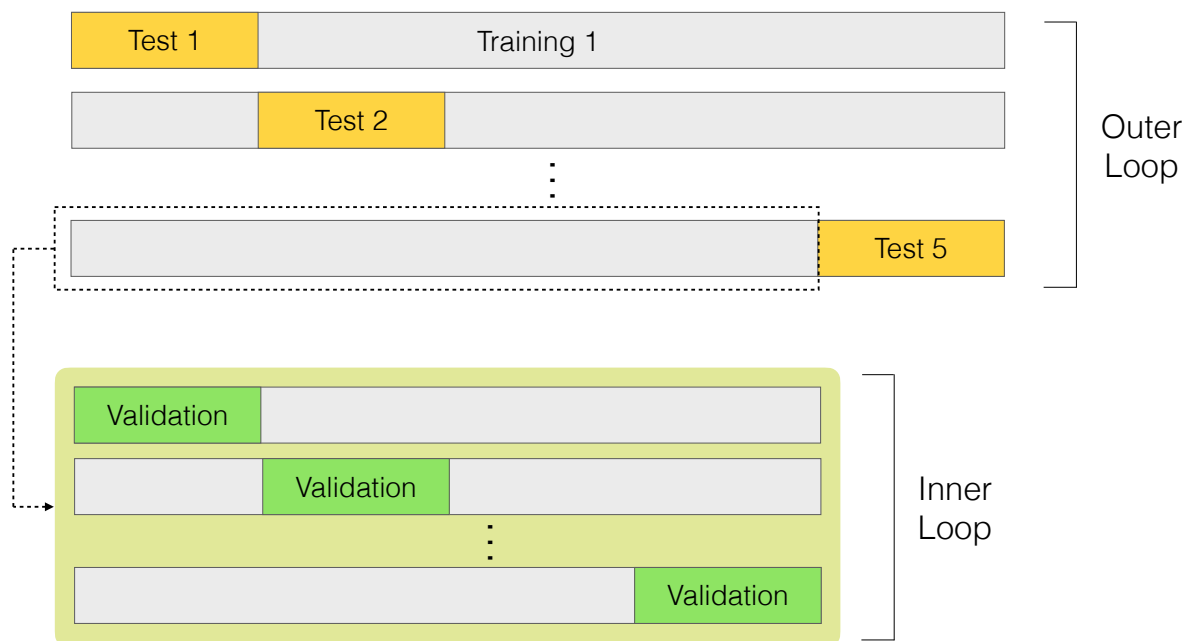 Test 1
Training 1
Test 2
Outer
Loop
Test 5
Validation
Validation
Inner
Loop
Validation